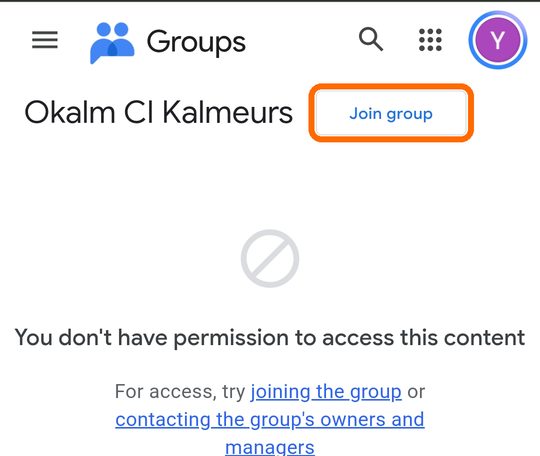 Groups
Y
Okalm CI Kalmeurs
Join group
You don't have permission to access this content
For access, try joining the group or
contacting the group's owners and
managers